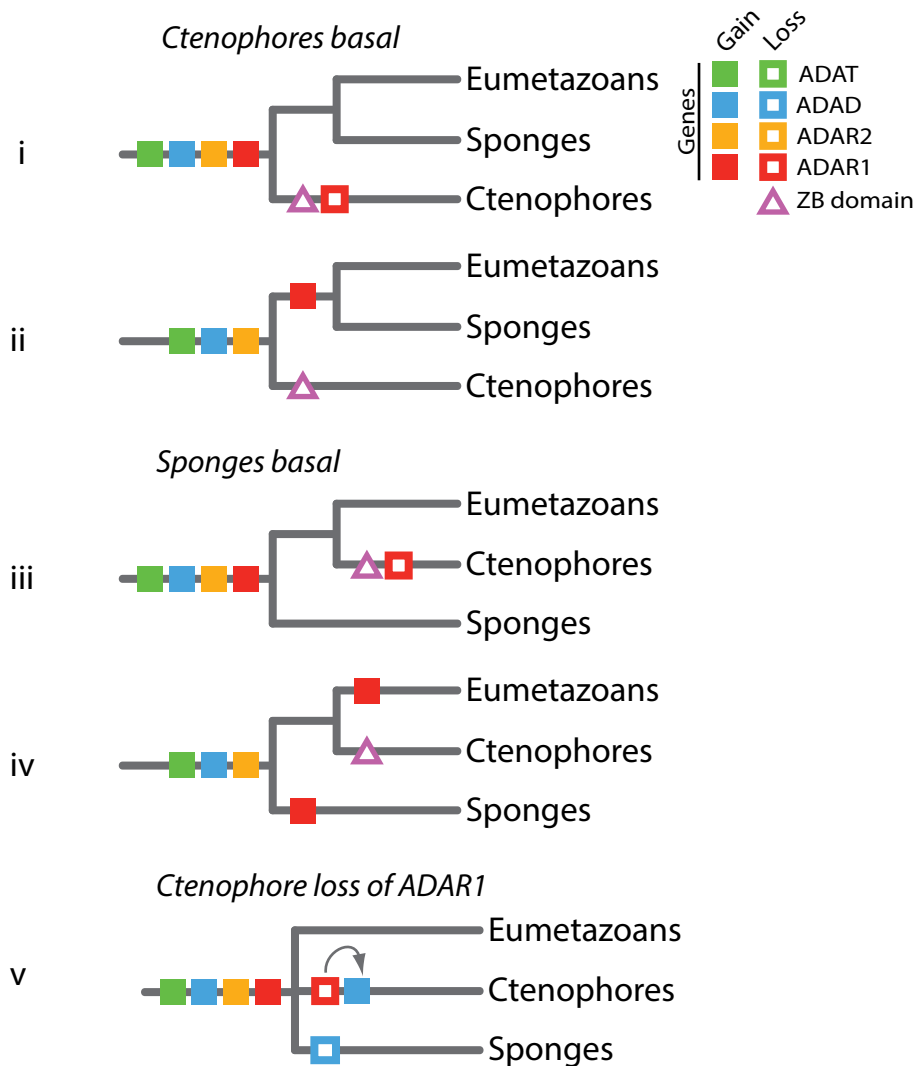 Ctenophores basal
Gain
Loss
Genes
ADAT
ADAD
ADAR2
ADAR1
ZB domain
i
Eumetazoans
Sponges
Ctenophores
ii
Eumetazoans
Sponges
Ctenophores
Sponges basal
iii
Eumetazoans
Ctenophores
Sponges
iv
Eumetazoans
Ctenophores
Sponges
Ctenophore loss of ADAR1
v
Eumetazoans
Ctenophores
Sponges